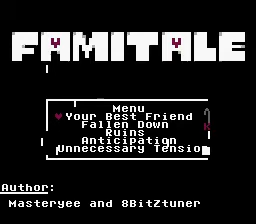 FAMITALE
Menu
Your Best Friend
Fallen Down
Ruins
Anticipation
Unnecessary Tensio
Author:
Masteryee and 8BitZtuner